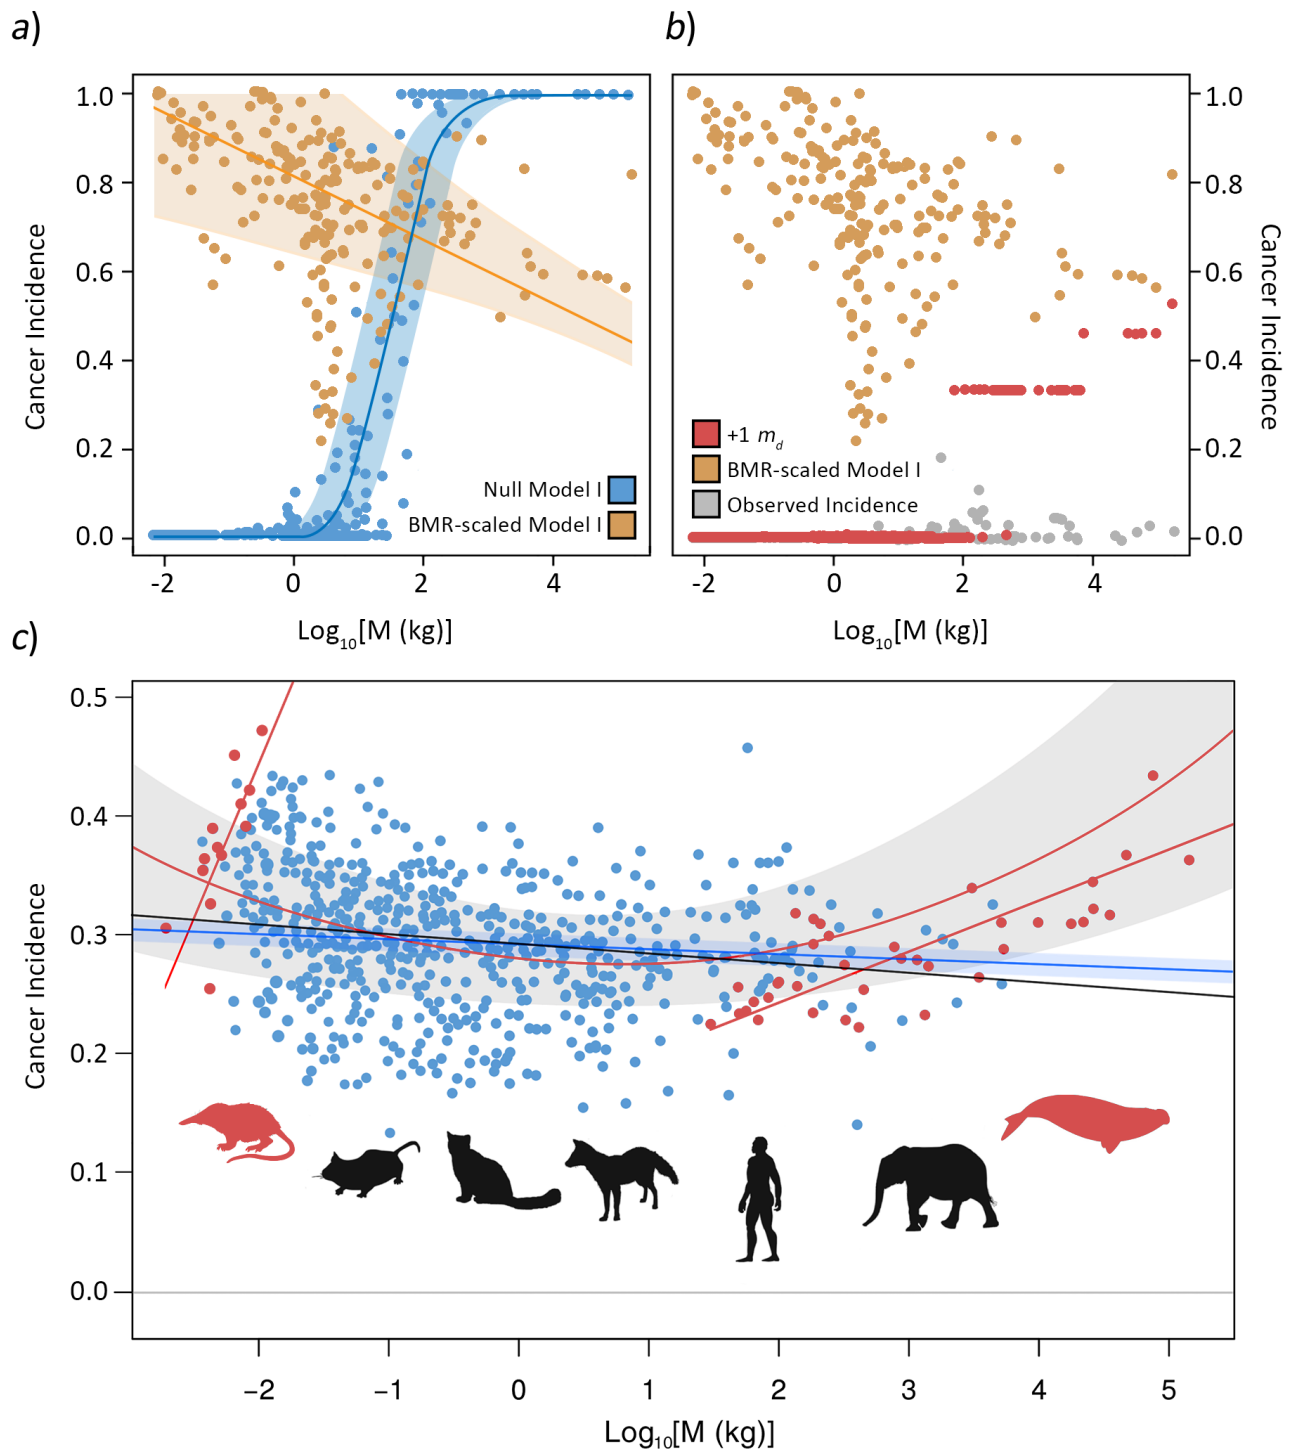 a)
b)
1.0
0.8
0.6
0.4
0.2
0.0
Cancer Incidence
Null Model I
BMR-scaled Model I
-2 0 2 4
Log10[M (kg)]
1.0
0.8
0.6
0.4
0.2
0.0
Cancer Incidence
+1 md
BMR-scaled Model I
Observed Incidence
-2 0 2 4
Log10[M (kg)]
c)
0.5
0.4
0.3
0.2
0.1
0.0
Cancer Incidence
−2 −1 0 1 2 3 4 5
Log10[M (kg)]